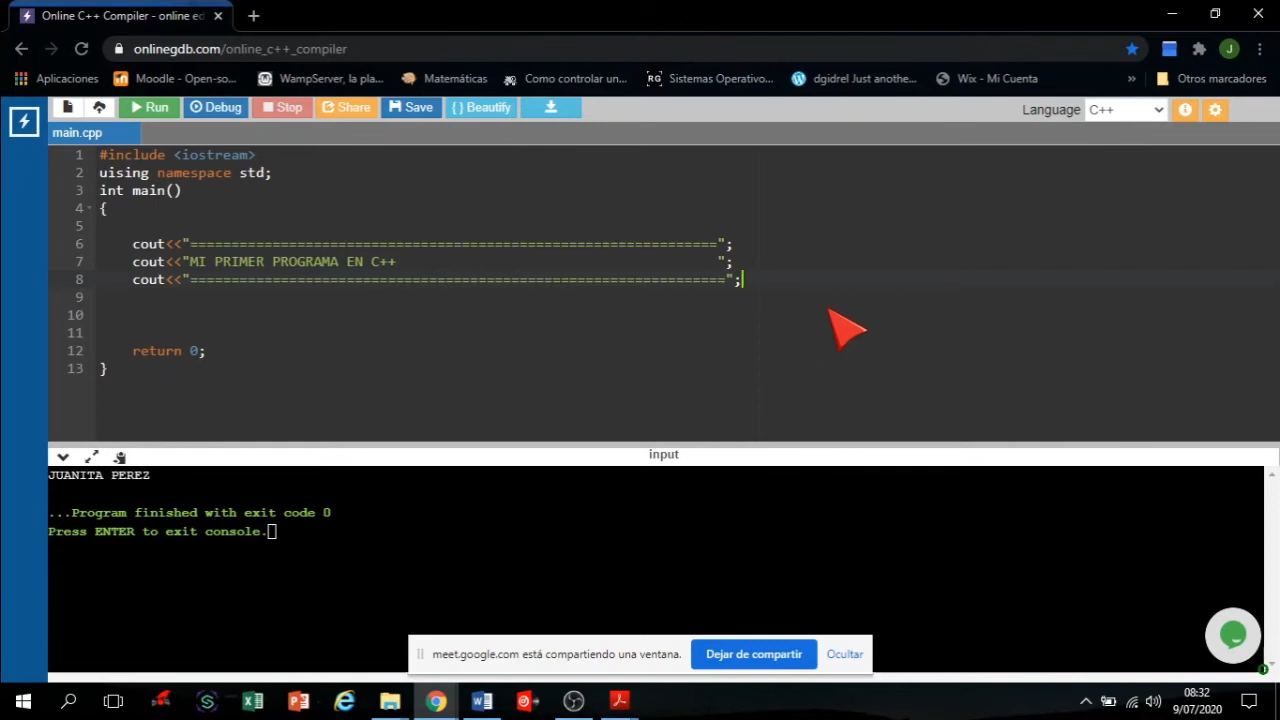 Online C++ Compiler - online ed
onlinegdb.com/online_c++_compiler
J
Aplicaciones Moodle - Open-so... WampServer, la pla... Matemáticas Como controlar un... RG Sistemas Operativo... dgidrel Just anothe... Wix - Mi Cuenta » Otros marcadores
Run Debug Stop Share Save { } Beautify Language C++
main.cpp
1 #include <iostream>
2 uising namespace std;
3 int main()
4 {
5
6 cout<<"================================================================";
7 cout<<"MI PRIMER PROGRAMA EN C++                                       ";
8 cout<<"=================================================================";
9
10
11
12 return 0;
13 }
input
JUANITA PEREZ
...Program finished with exit code 0
Press ENTER to exit console.
meet.google.com está compartiendo una ventana. Dejar de compartir Ocultar
08:32
9/07/2020